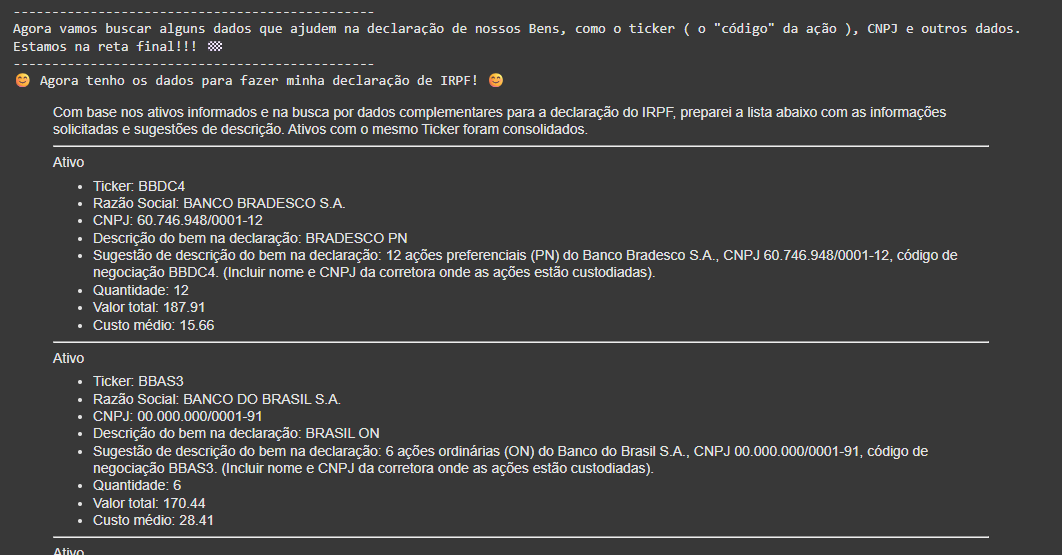 ------------------------------------------------
Agora vamos buscar alguns dados que ajudem na declaração de nossos Bens, como o ticker ( o "código" da ação ), CNPJ e outros dados.
Estamos na reta final!!! 🏁
------------------------------------------------
😊 Agora tenho os dados para fazer minha declaração de IRPF! 😊
Com base nos ativos informados e na busca por dados complementares para a declaração do IRPF, preparei a lista abaixo com as informações
solicitadas e sugestões de descrição. Ativos com o mesmo Ticker foram consolidados.
Ativo
• Ticker: BBDC4
• Razão Social: BANCO BRADESCO S.A.
• CNPJ: 60.746.948/0001-12
• Descrição do bem na declaração: BRADESCO PN
• Sugestão de descrição do bem na declaração: 12 ações preferenciais (PN) do Banco Bradesco S.A., CNPJ 60.746.948/0001-12, código de
negociação BBDC4. (Incluir nome e CNPJ da corretora onde as ações estão custodiadas).
• Quantidade: 12
• Valor total: 187.91
• Custo médio: 15.66
Ativo
• Ticker: BBAS3
• Razão Social: BANCO DO BRASIL S.A.
• CNPJ: 00.000.000/0001-91
• Descrição do bem na declaração: BRASIL ON
• Sugestão de descrição do bem na declaração: 6 ações ordinárias (ON) do Banco do Brasil S.A., CNPJ 00.000.000/0001-91, código de
negociação BBAS3. (Incluir nome e CNPJ da corretora onde as ações estão custodiadas).
• Quantidade: 6
• Valor total: 170.44
• Custo médio: 28.41
Ativo